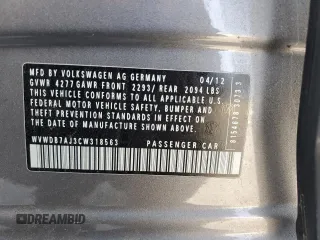 MFD BY VOLKSWAGEN AG GERMANY 04/12
GVWR 4277 GAWR FRONT 2293/ REAR 2094 LBS
THIS VEHICLE CONFORMS TO ALL APPLICABLE U.S.
FEDERAL MOTOR VEHICLE SAFETY, BUMPER AND
THEFT PREVENTION STANDARDS IN EFFECT ON THE
DATE OF MANUFACTURE SHOWN ABOVE.
WVWDB7AJ3CW318563 PASSENGER CAR
DREAMBID